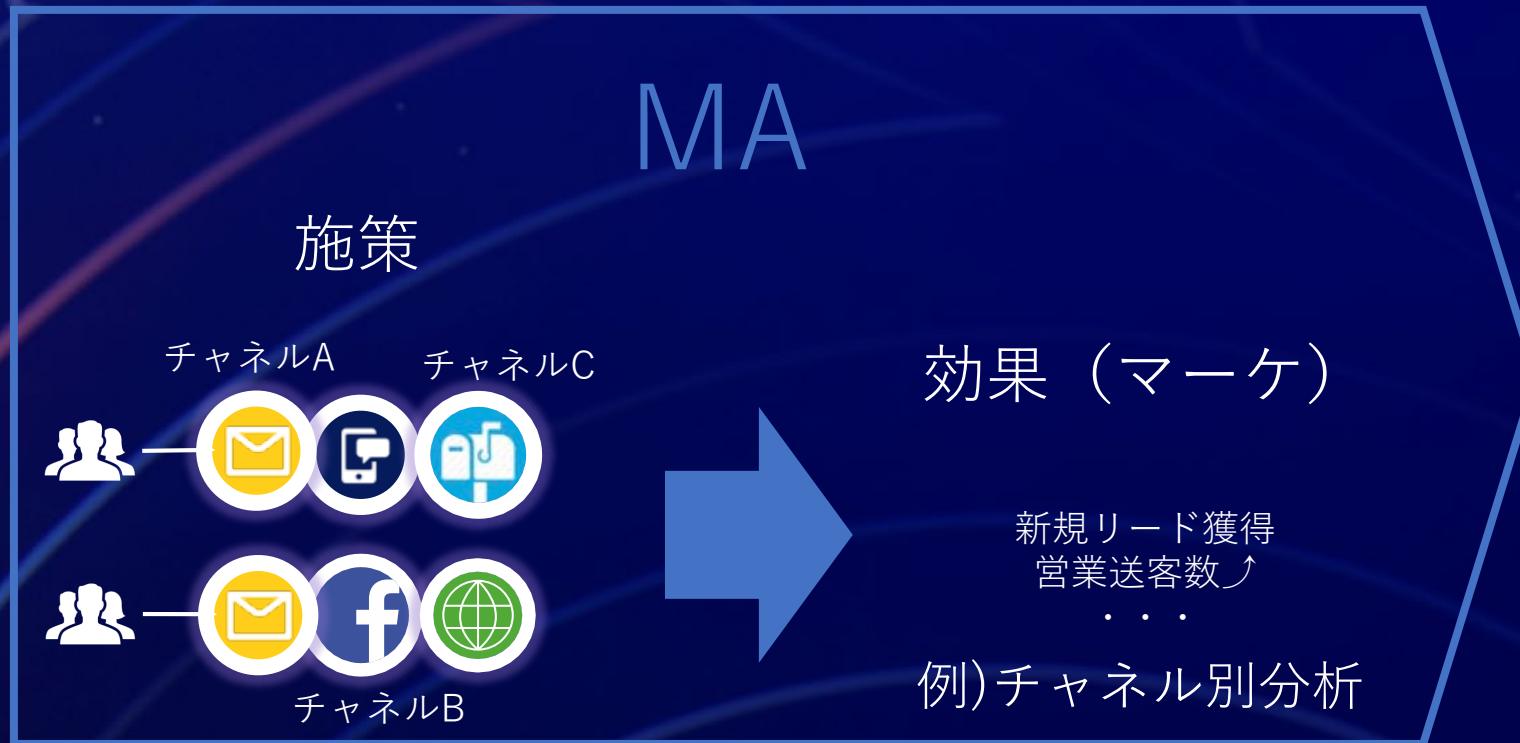 MA
施策
チャネルA
チャネルC
チャネルB
効果（マーケ）
新規リード獲得
営業送客数⤴
・・・
例)チャネル別分析